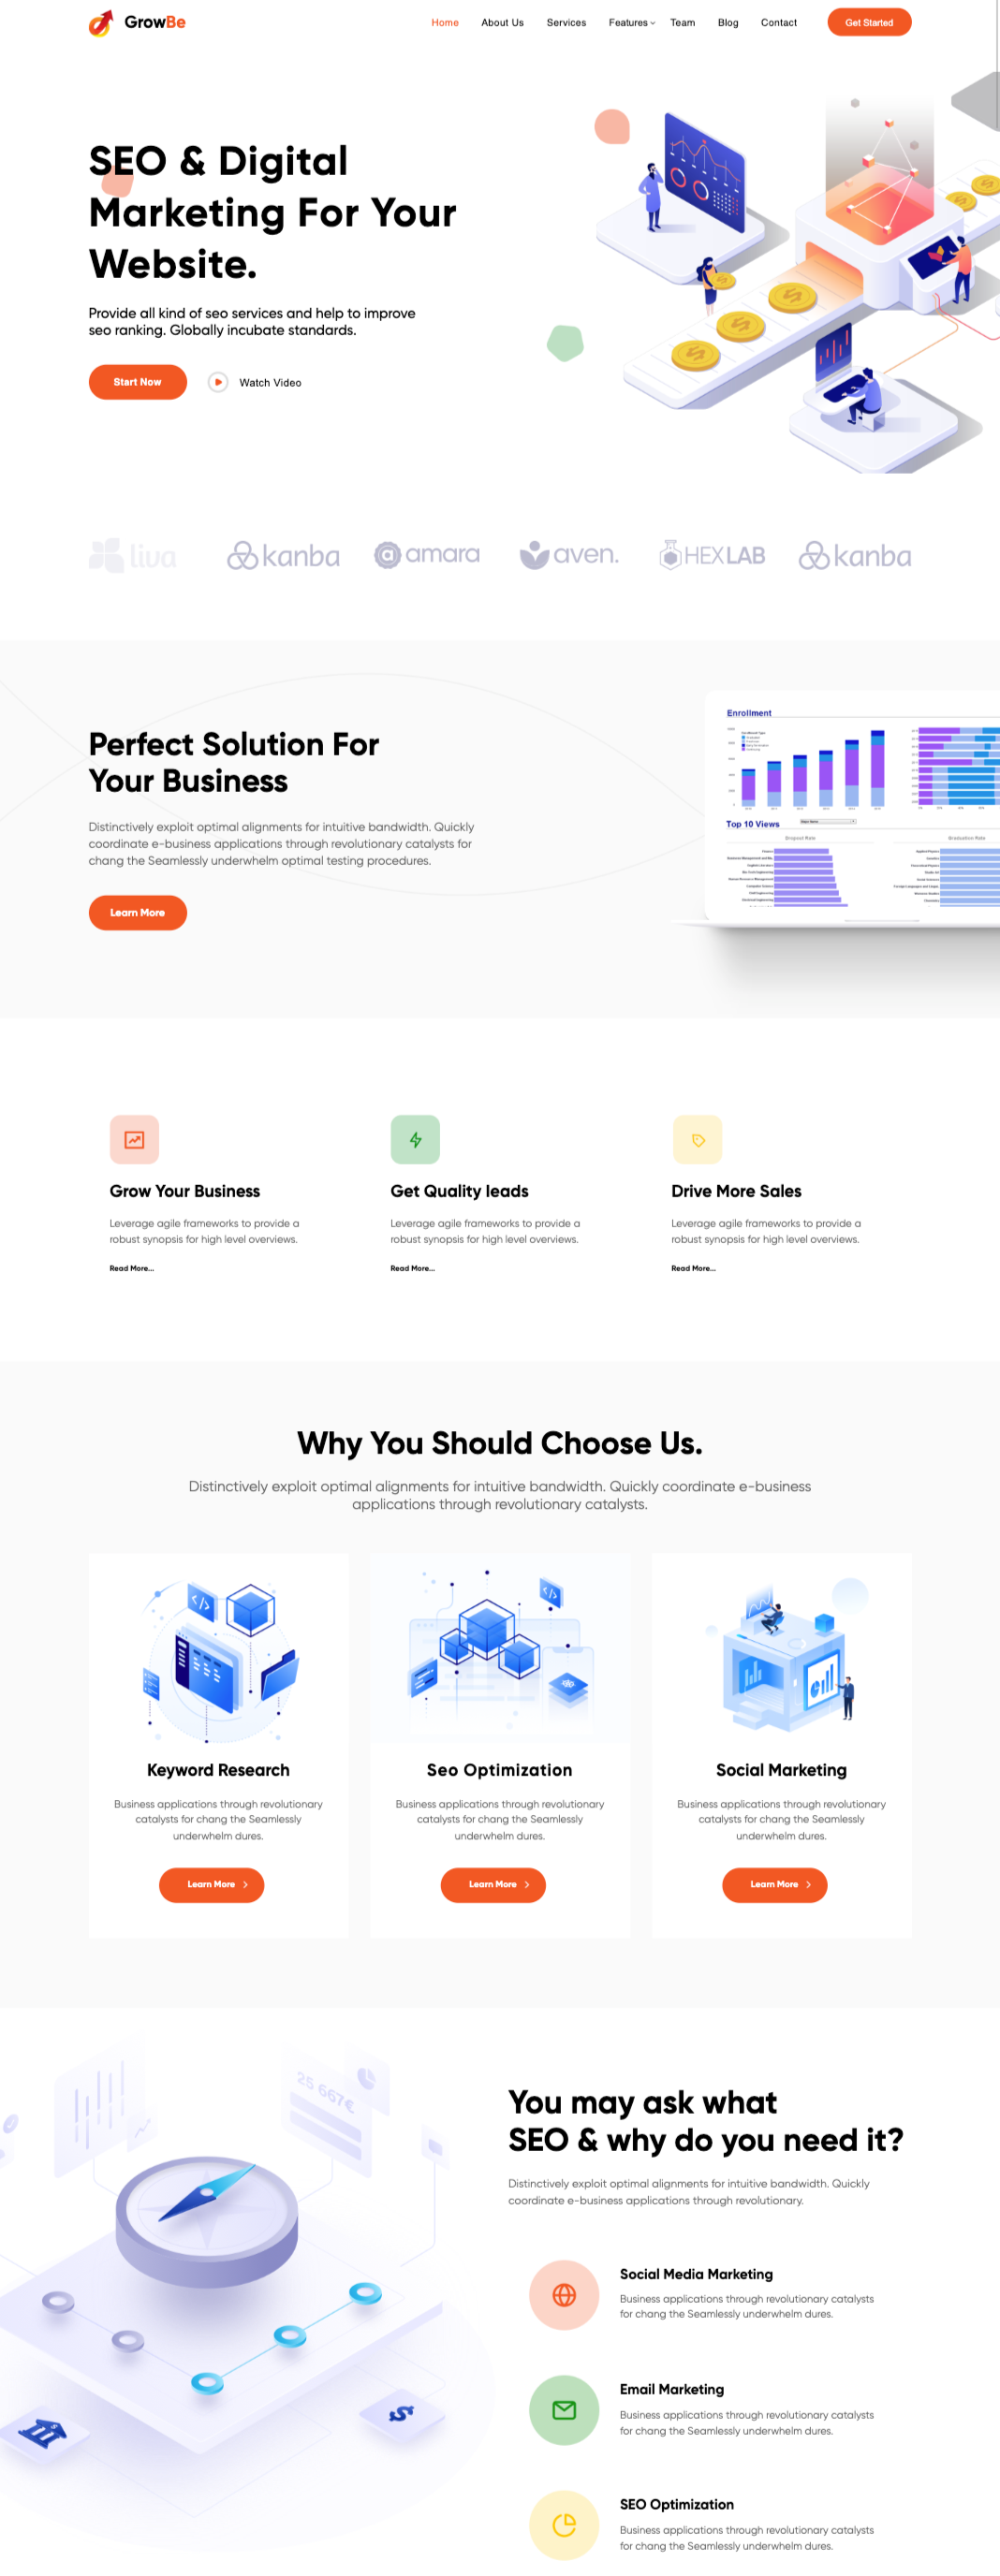 GrowBe
Home About Us Services Features Team Blog Contact Get Started
SEO & Digital
Marketing For Your
Website.
Provide all kind of seo services and help to improve
seo ranking. Globally incubate standards.
Start Now Watch Video
liva kanba amara aven. HEXLAB kanba
Perfect Solution For
Your Business
Distinctively exploit optimal alignments for intuitive bandwidth. Quickly
coordinate e-business applications through revolutionary catalysts for
chang the Seamlessly underwhelm optimal testing procedures.
Learn More
Enrollment
Top 10 Views
Dropout Rate Graduation Rate
Grow Your Business
Leverage agile frameworks to provide a
robust synopsis for high level overviews.
Read More...
Get Quality leads
Leverage agile frameworks to provide a
robust synopsis for high level overviews.
Read More...
Drive More Sales
Leverage agile frameworks to provide a
robust synopsis for high level overviews.
Read More...
Why You Should Choose Us.
Distinctively exploit optimal alignments for intuitive bandwidth. Quickly coordinate e-business
applications through revolutionary catalysts.
Keyword Research
Business applications through revolutionary
catalysts for chang the Seamlessly
underwhelm dures.
Learn More
Seo Optimization
Business applications through revolutionary
catalysts for chang the Seamlessly
underwhelm dures.
Learn More
Social Marketing
Business applications through revolutionary
catalysts for chang the Seamlessly
underwhelm dures.
Learn More
25 667€
You may ask what
SEO & why do you need it?
Distinctively exploit optimal alignments for intuitive bandwidth. Quickly
coordinate e-business applications through revolutionary.
Social Media Marketing
Business applications through revolutionary catalysts
for chang the Seamlessly underwhelm dures.
Email Marketing
Business applications through revolutionary catalysts
for chang the Seamlessly underwhelm dures.
SEO Optimization
Business applications through revolutionary catalysts
for chang the Seamlessly underwhelm dures.